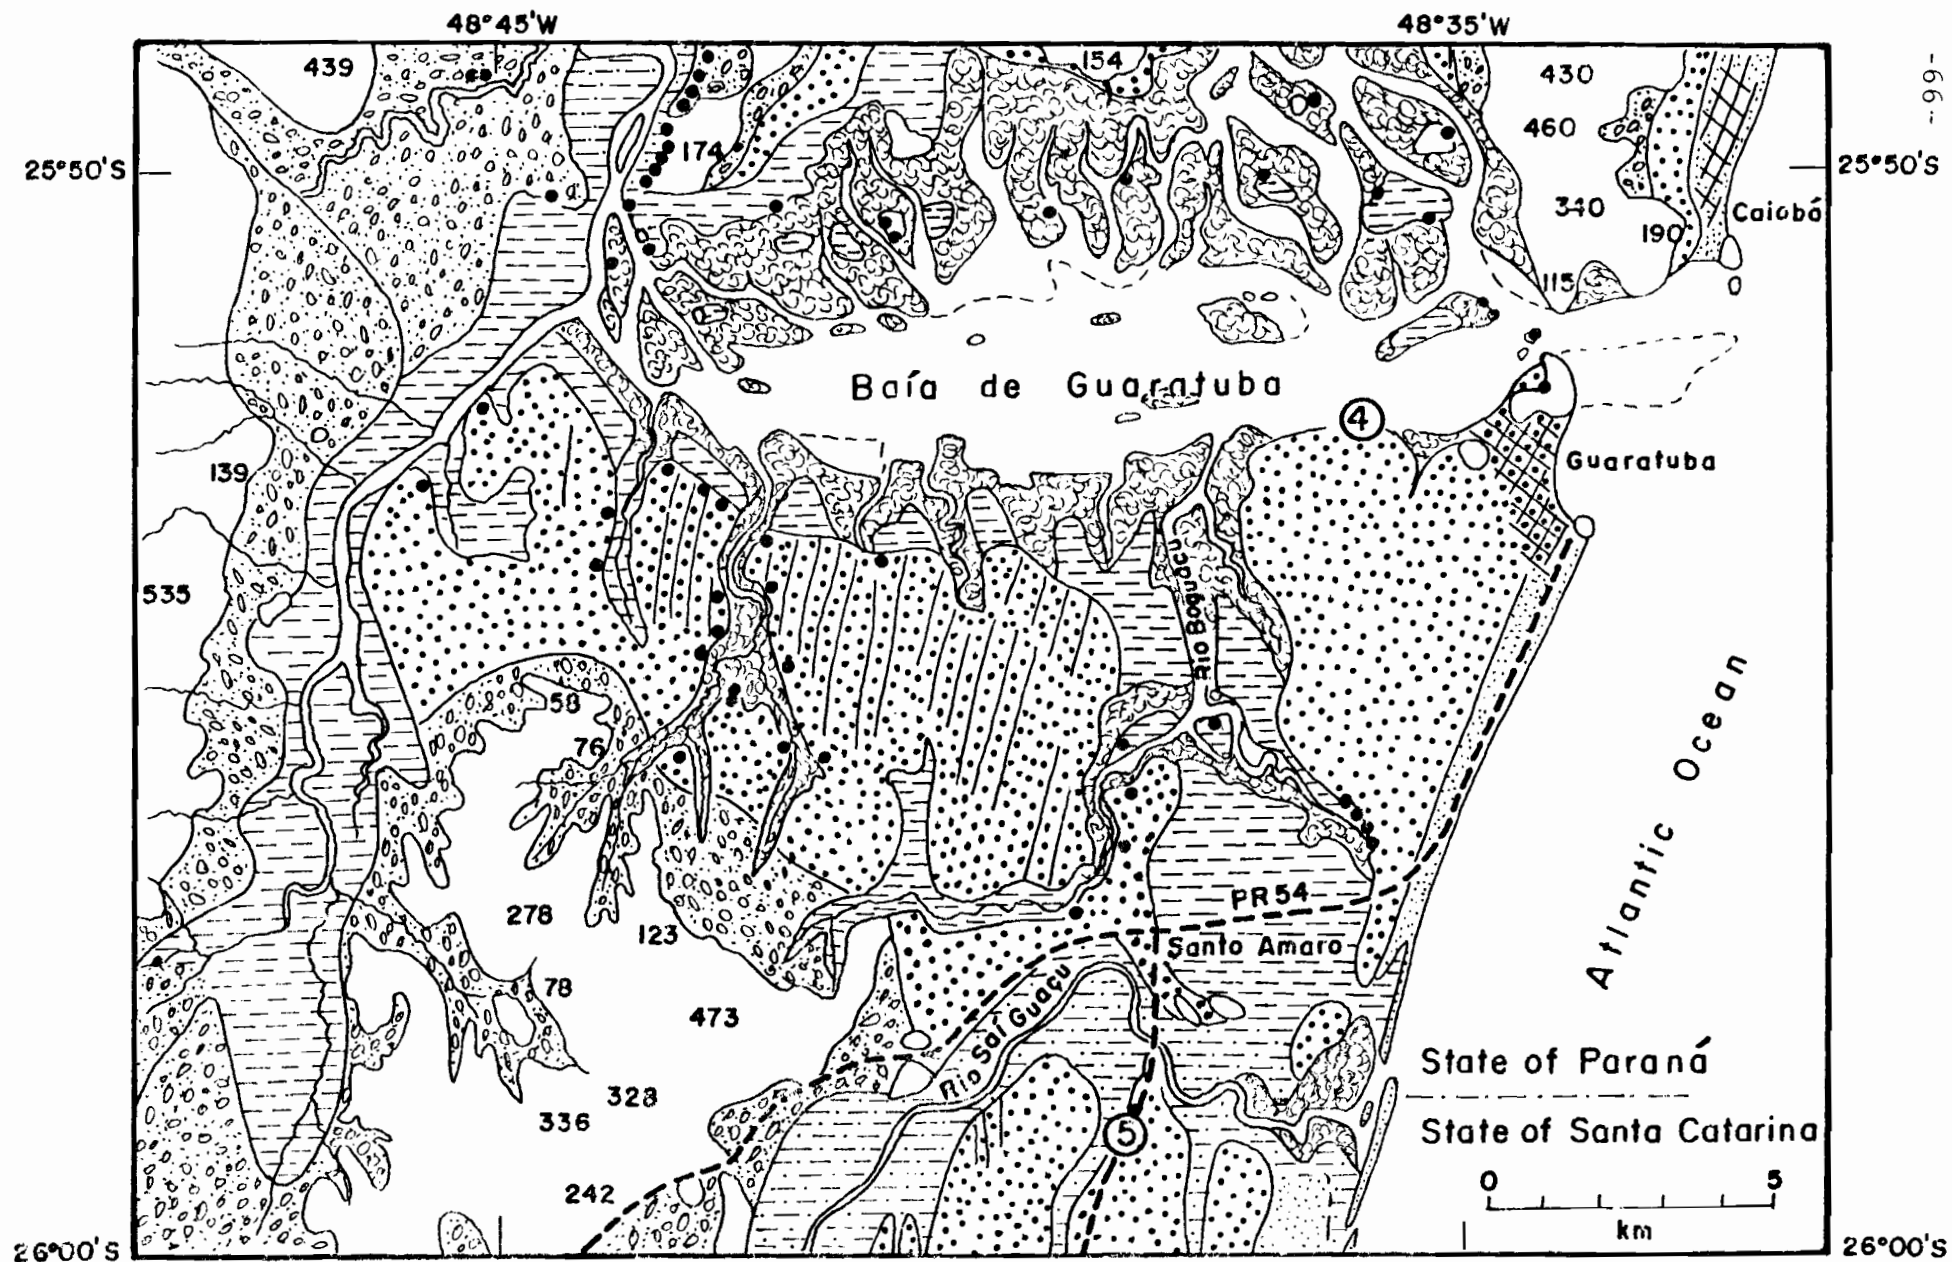 48°45'W
48°35'W
-66-
439
154
430
460
174
25°50'S
25°50'S
340
Caiobá
190
115
Baía de Guaratuba
4
Guaratuba
139
535
Rio Boguaçu
58
76
Atlantic Ocean
PR54
278
123
Santo Amaro
78
473
Rio Saí Guaçu
State of Paraná
328
336
State of Santa Catarina
5
242
0 5
km
26°00'S
26°00'S